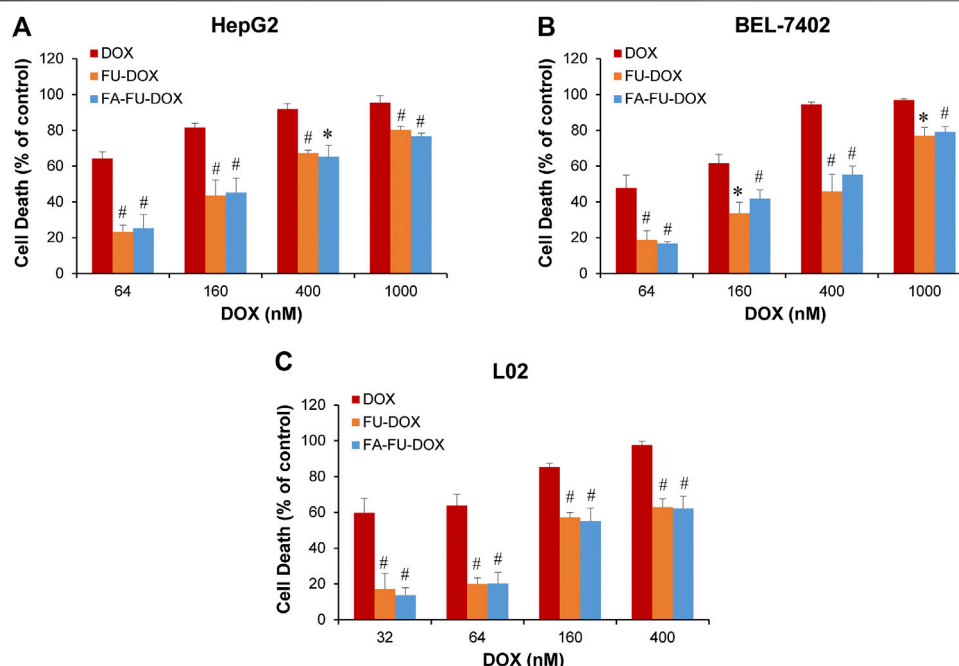 A
HepG2
DOX
FU-DOX
FA-FU-DOX
Cell Death (% of control)
120
100
80
60
40
20
0
# #
# #
# *
# #
64 160 400 1000
DOX (nM)
B
BEL-7402
DOX
FU-DOX
FA-FU-DOX
Cell Death (% of control)
120
100
80
60
40
20
0
# #
* #
# #
* #
64 160 400 1000
DOX (nM)
C
L02
DOX
FU-DOX
FA-FU-DOX
Cell Death (% of control)
120
100
80
60
40
20
0
# #
# #
# #
# #
32 64 160 400
DOX (nM)